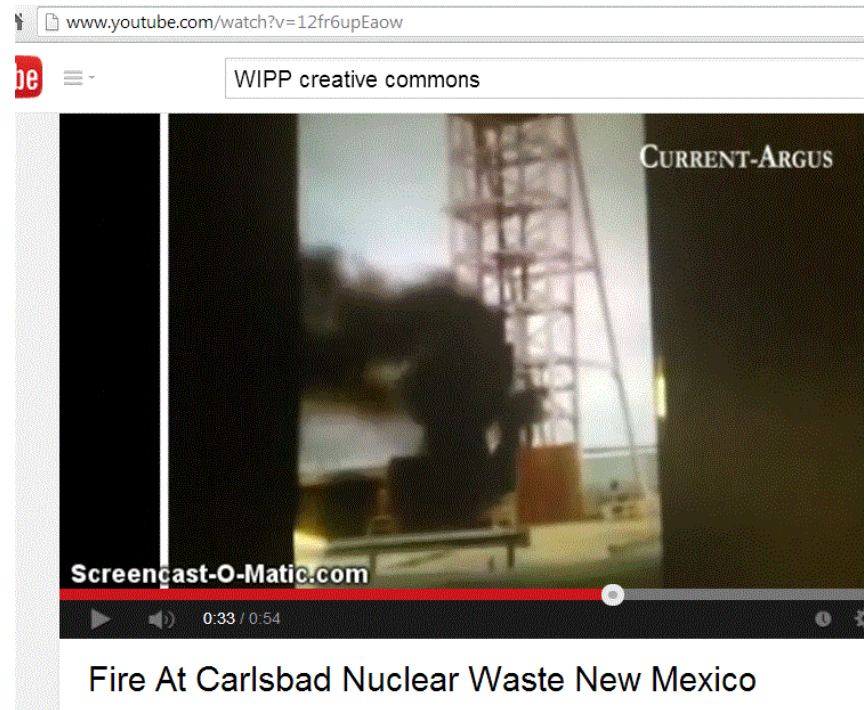 www.youtube.com/watch?v=12fr6upEaow
be
WIPP creative commons
CURRENT-ARGUS
Screencast-O-Matic.com
0:33 / 0:54
Fire At Carlsbad Nuclear Waste New Mexico